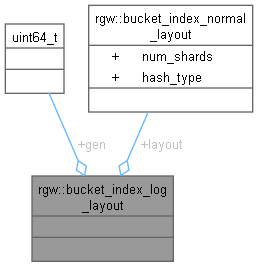 rgw::bucket_index_normal
_layout
+ num_shards
+ hash_type
uint64_t
+gen
+layout
rgw::bucket_index_log
_layout